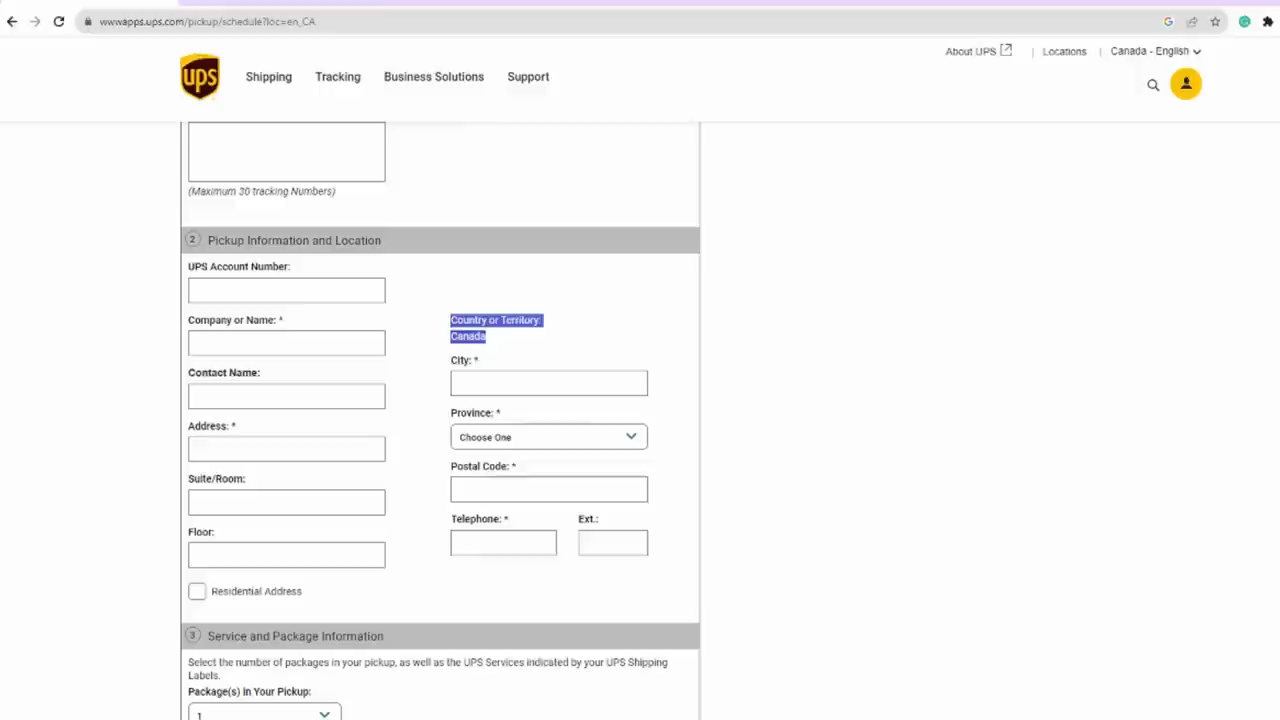 wwwapps.ups.com/pickup/schedule?loc=en_CA
About UPS
Locations
Canada - English
ups
Shipping
Tracking
Business Solutions
Support
(Maximum 30 tracking Numbers)
2 Pickup Information and Location
UPS Account Number:
Company or Name: *
Country or Territory:
Canada
Contact Name:
City: *
Address: *
Province: *
Choose One
Suite/Room:
Postal Code: *
Floor:
Telephone: *
Ext.:
Residential Address
3 Service and Package Information
Select the number of packages in your pickup, as well as the UPS Services indicated by your UPS Shipping
Labels.
Package(s) in Your Pickup:
1